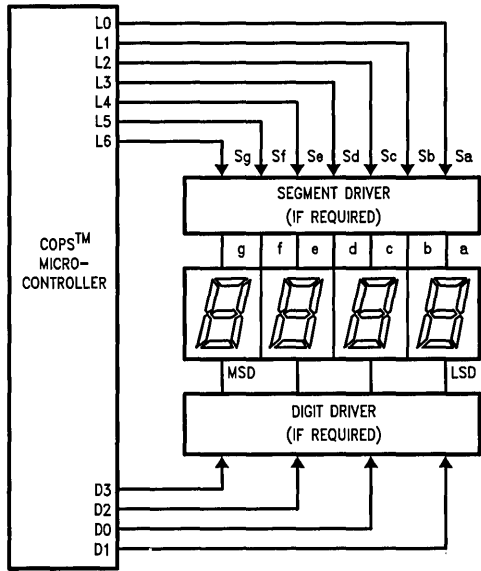 L0
L1
L2
L3
L4
L5
L6
Sg Sf Se Sd Sc Sb Sa
SEGMENT DRIVER
(IF REQUIRED)
COPS™
MICRO-
CONTROLLER
g f e d c b a
MSD LSD
DIGIT DRIVER
(IF REQUIRED)
D3
D2
D0
D1